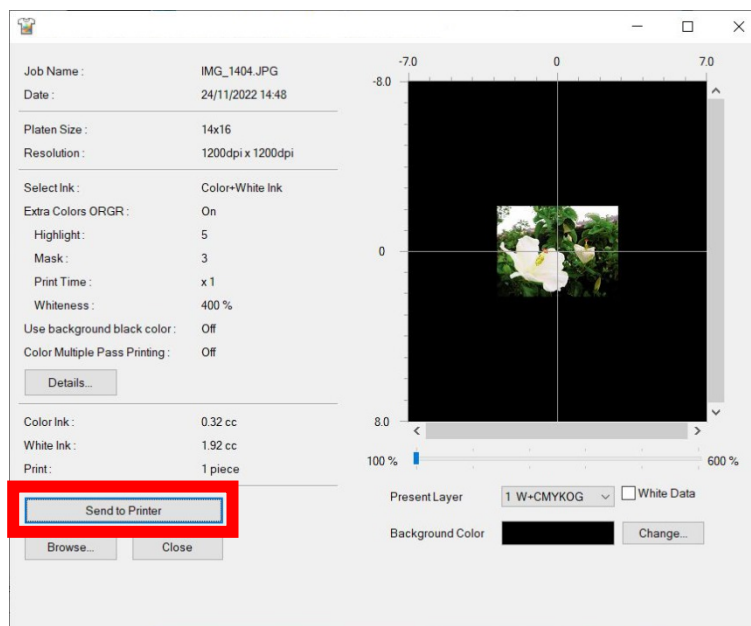 Job Name : IMG_1404.JPG
Date : 24/11/2022 14:48
Platen Size : 14x16
Resolution : 1200dpi x 1200dpi
Select Ink : Color+White Ink
Extra Colors ORGR : On
Highlight : 5
Mask : 3
Print Time : x 1
Whiteness : 400 %
Use background black color : Off
Color Multiple Pass Printing : Off
Details...
Color Ink : 0.32 cc
White Ink : 1.92 cc
Print : 1 piece
Send to Printer
Browse... Close
-7.0 0 7.0
-8.0
0
8.0
100 % 600 %
Present Layer 1 W+CMYKOG White Data
Background Color Change...